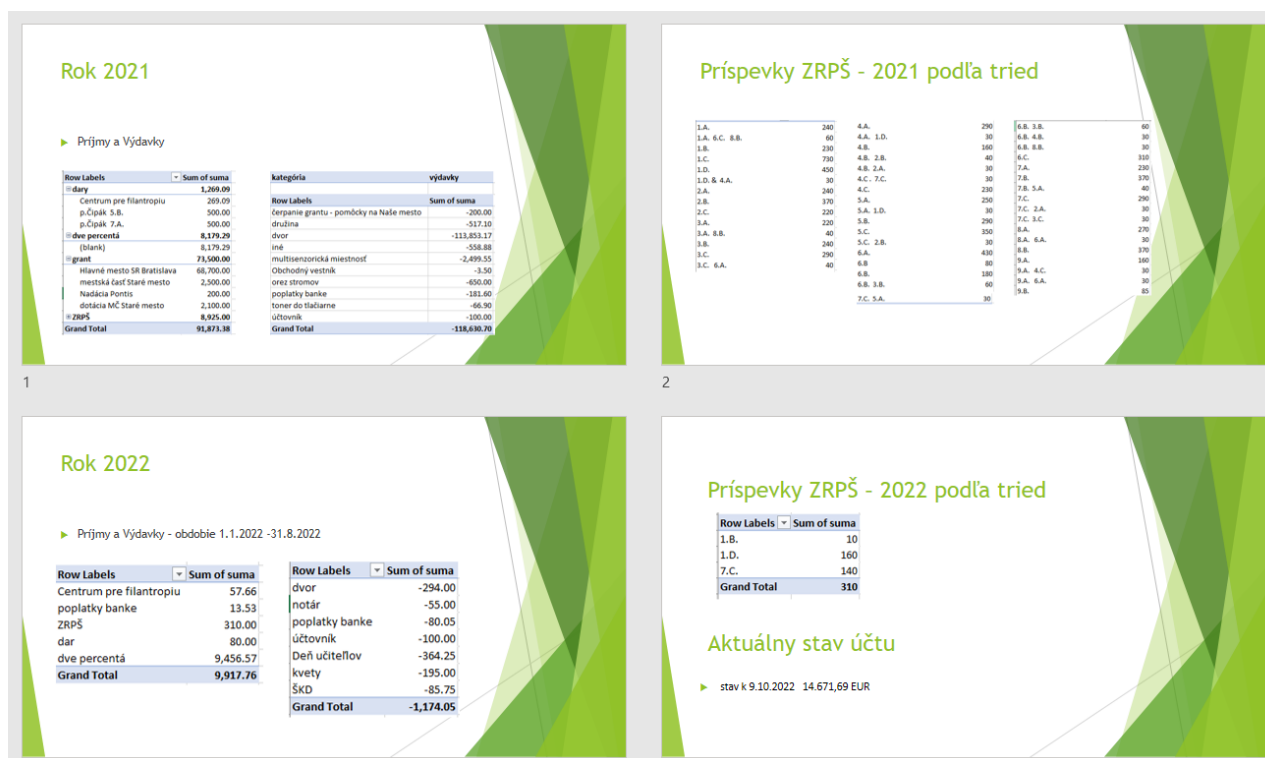 Rok 2021
Príjmy a Výdavky
Row Labels Sum of suma
dary 1,269.09
Centrum pre filantropiu 269.09
p.Čipák 5.B. 500.00
p.Čipák 7.A. 500.00
dve percentá 8,179.29
(blank) 8,179.29
grant 73,500.00
Hlavné mesto SR Bratislava 68,700.00
mestská časť Staré mesto 2,500.00
Nadácia Pontis 200.00
dotácia MČ Staré mesto 2,100.00
ZRPŠ 8,925.00
Grand Total 91,873.38
kategória výdavky
Row Labels Sum of suma
čerpanie grantu - pomôcky na Naše mesto -200.00
družina -517.10
dvor -113,853.17
iné -558.88
multisenzorická miestnosť -2,499.55
Obchodný vestník -3.50
orez stromov -650.00
poplatky banke -181.60
toner do tlačiarne -66.90
účtovník -100.00
Grand Total -118,630.70
1
Príspevky ZRPŠ – 2021 podľa tried
1.A. 240
1.A. 6.C. 8.B. 60
1.B. 230
1.C. 730
1.D. 450
1.D. & 4.A. 30
2.A. 240
2.B. 370
2.C. 220
3.A. 220
3.A. 8.B. 40
3.B. 240
3.C. 290
3.C. 6.A. 40
4.A. 290
4.A. 1.D. 30
4.B. 160
4.B. 2.B. 40
4.B. 2.A. 30
4.C. 7.C. 30
4.C. 230
5.A. 250
5.A. 1.D. 30
5.B. 290
5.C. 350
5.C. 2.B. 30
6.A. 430
6.B 80
6.B. 180
6.B. 3.B. 60
7.C. 5.A. 30
6.B. 3.B. 60
6.B. 4.B. 30
6.B. 8.B. 30
6.C. 310
7.A. 230
7.B. 370
7.B. 5.A. 40
7.C. 290
7.C. 2.A. 30
7.C. 3.C. 30
8.A. 270
8.A. 6.A. 30
8.B. 370
9.A. 160
9.A. 4.C. 30
9.A. 6.A. 30
9.B. 85
2
Rok 2022
Príjmy a Výdavky - obdobie 1.1.2022 -31.8.2022
Row Labels Sum of suma
Centrum pre filantropiu 57.66
poplatky banke 13.53
ZRPŠ 310.00
dar 80.00
dve percentá 9,456.57
Grand Total 9,917.76
Row Labels Sum of suma
dvor -294.00
notár -55.00
poplatky banke -80.05
účtovník -100.00
Deň učiteľov -364.25
kvety -195.00
ŠKD -85.75
Grand Total -1,174.05
Príspevky ZRPŠ – 2022 podľa tried
Row Labels Sum of suma
1.B. 10
1.D. 160
7.C. 140
Grand Total 310
Aktuálny stav účtu
stav k 9.10.2022 14.671,69 EUR